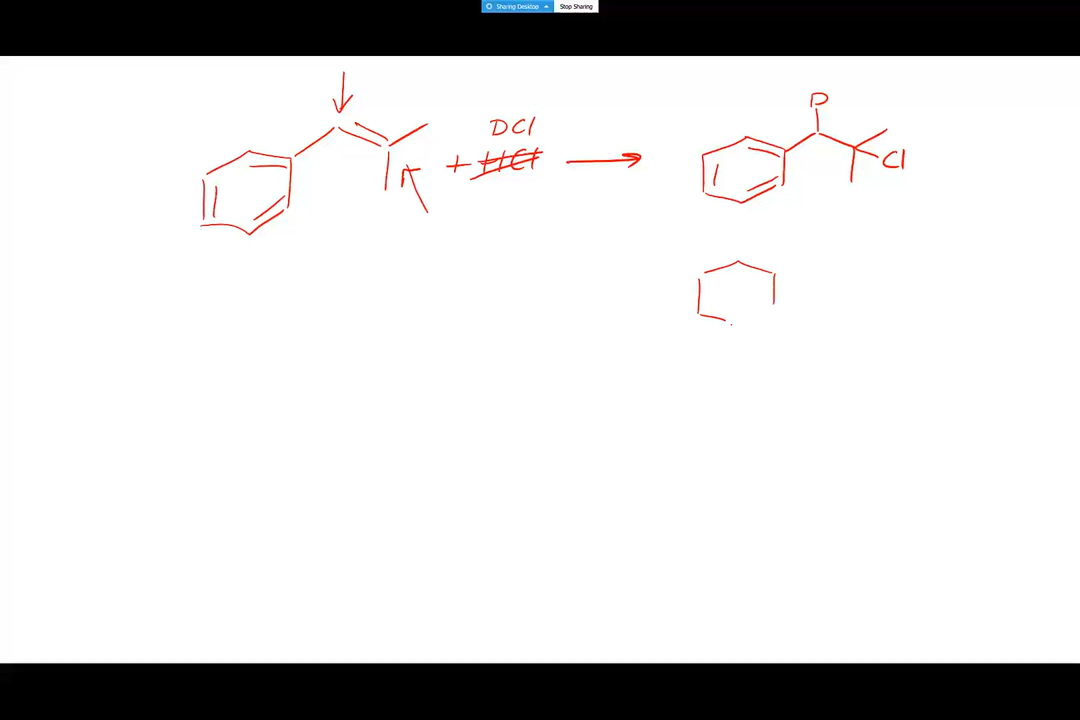 Sharing Desktop Stop Sharing
D
DCl
+ HCl
Cl